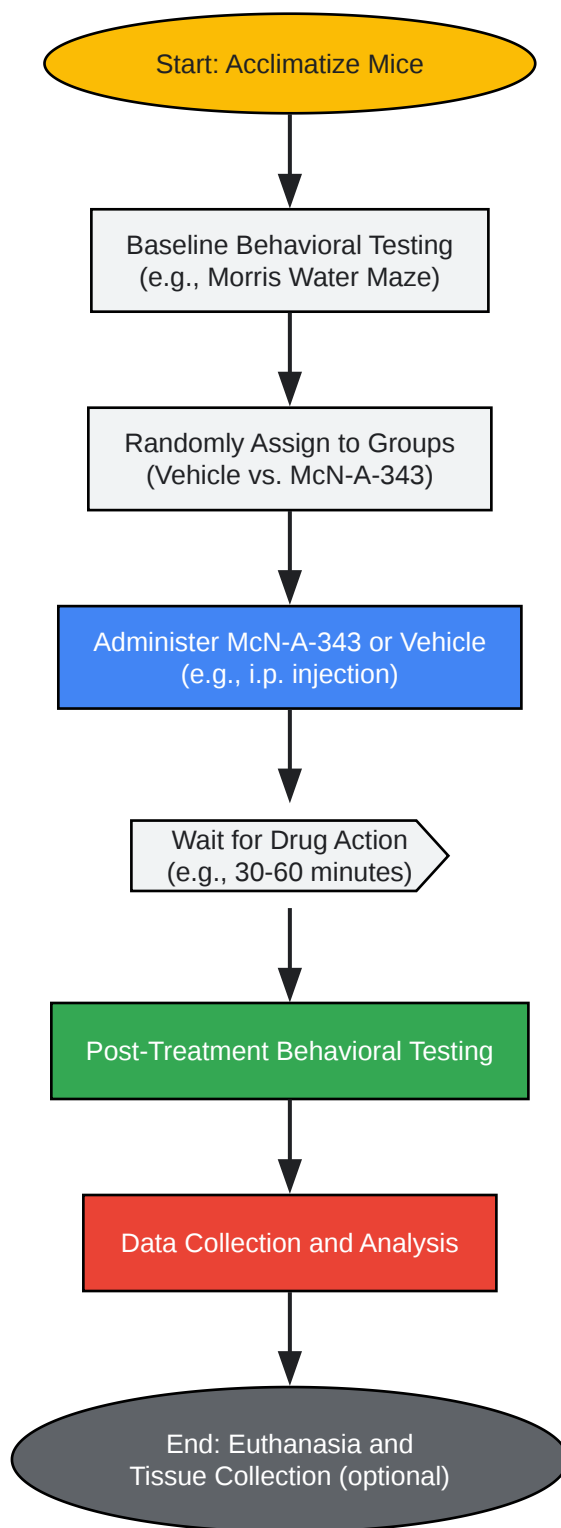 Start: Acclimatize Mice
Baseline Behavioral Testing
(e.g., Morris Water Maze)
Randomly Assign to Groups
(Vehicle vs. McN-A-343)
Administer McN-A-343 or Vehicle
(e.g., i.p. injection)
Wait for Drug Action
(e.g., 30-60 minutes)
Post-Treatment Behavioral Testing
Data Collection and Analysis
End: Euthanasia and
Tissue Collection (optional)